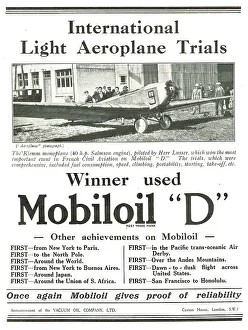 International
Light Aeroplane Trials
["Aeroplane" photograph.]
The Klemm monoplane (40 h.p. Salmson engine), piloted by Herr Lusser, which won the most
important event in French Civil Aviation on Mobiloil "D." The trials, which were
comprehensive, included fuel consumption, speed, climbing, portability, starting, take-off, etc.
Winner used
Mobiloil "D"
Other achievements on Mobiloil
FIRST—from New York to Paris.
FIRST—to the North Pole.
FIRST—Around the World.
FIRST—from New York to Buenos Aires.
FIRST—Around Japan.
FIRST—Around the Union of S. Africa.
FIRST—in the Pacific trans-oceanic Air
Derby.
FIRST—Over the Andes Mountains.
FIRST—Dawn-to-dusk flight across
United States.
FIRST—San Francisco to Honolulu.
Once again Mobiloil gives proof of reliability
Announcement of the VACUUM OIL COMPANY, LTD.
Caxton House, London, S.W.1